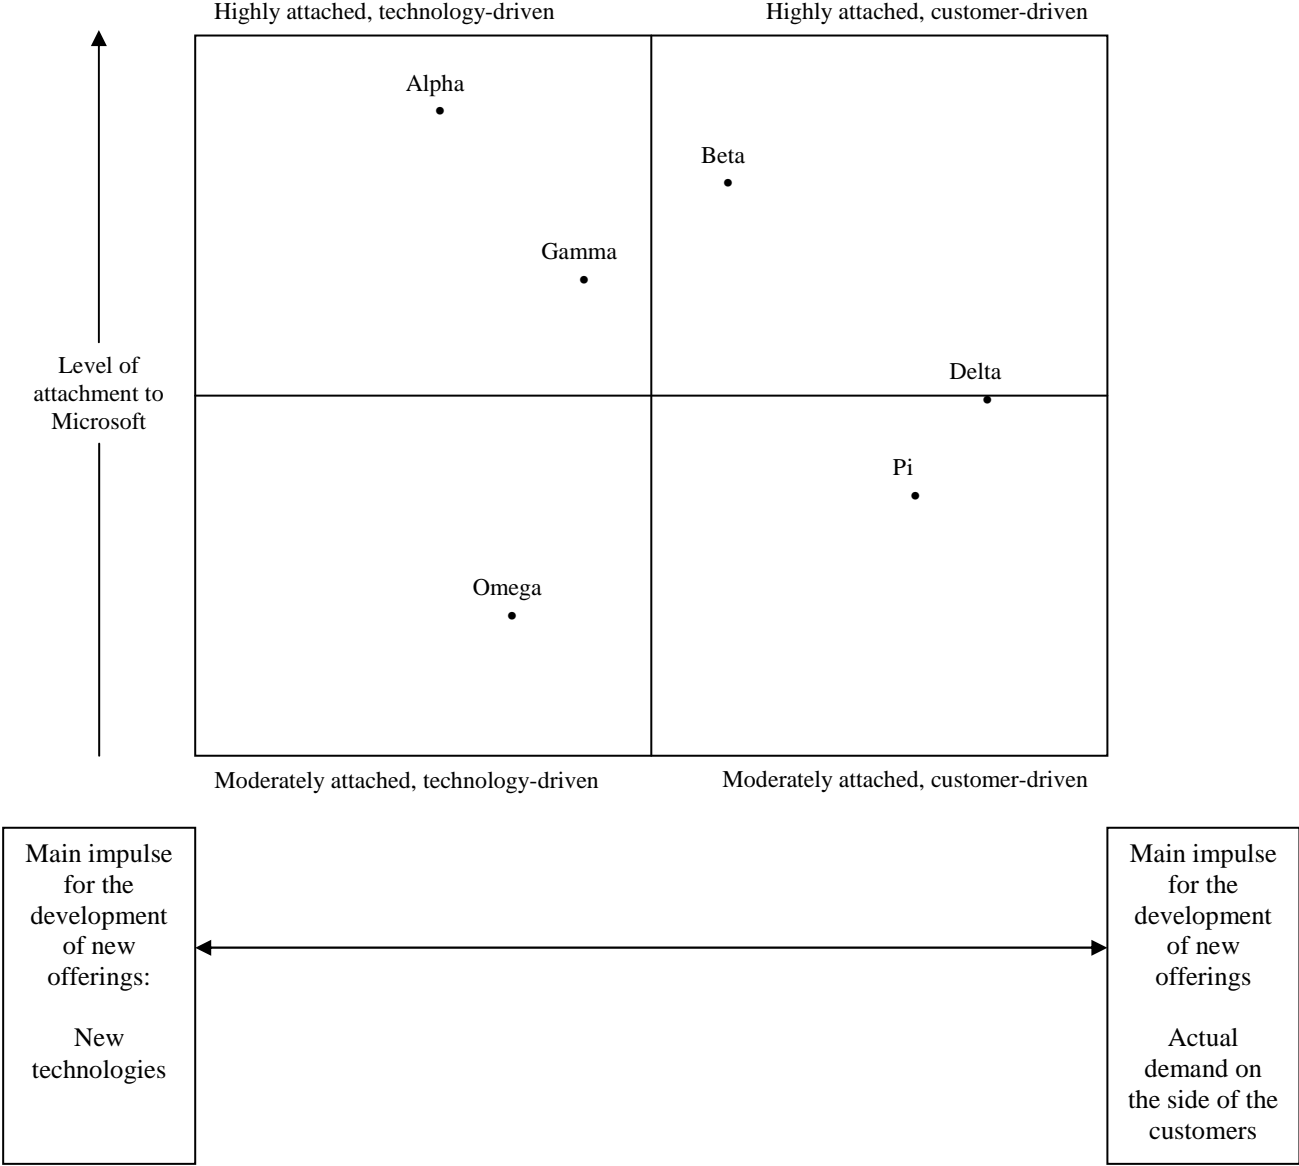 Highly attached, technology-driven
Highly attached, customer-driven
Alpha
Beta
Gamma
Level of
attachment to
Microsoft
Delta
Pi
Omega
Moderately attached, technology-driven
Moderately attached, customer-driven
Main impulse
for the
development
of new
offerings:
New
technologies
Main impulse
for the
development
of new
offerings
Actual
demand on
the side of the
customers